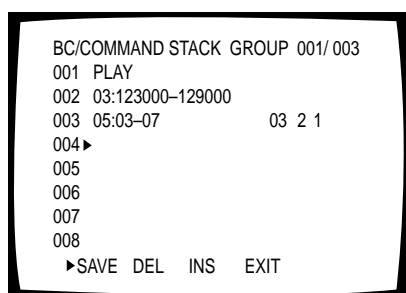 BC/COMMAND STACK GROUP 001/003
001 PLAY
002 03:123000–129000
003 05:03–07 03 2 1
004▶
005
006
007
008
▶SAVE DEL INS EXIT